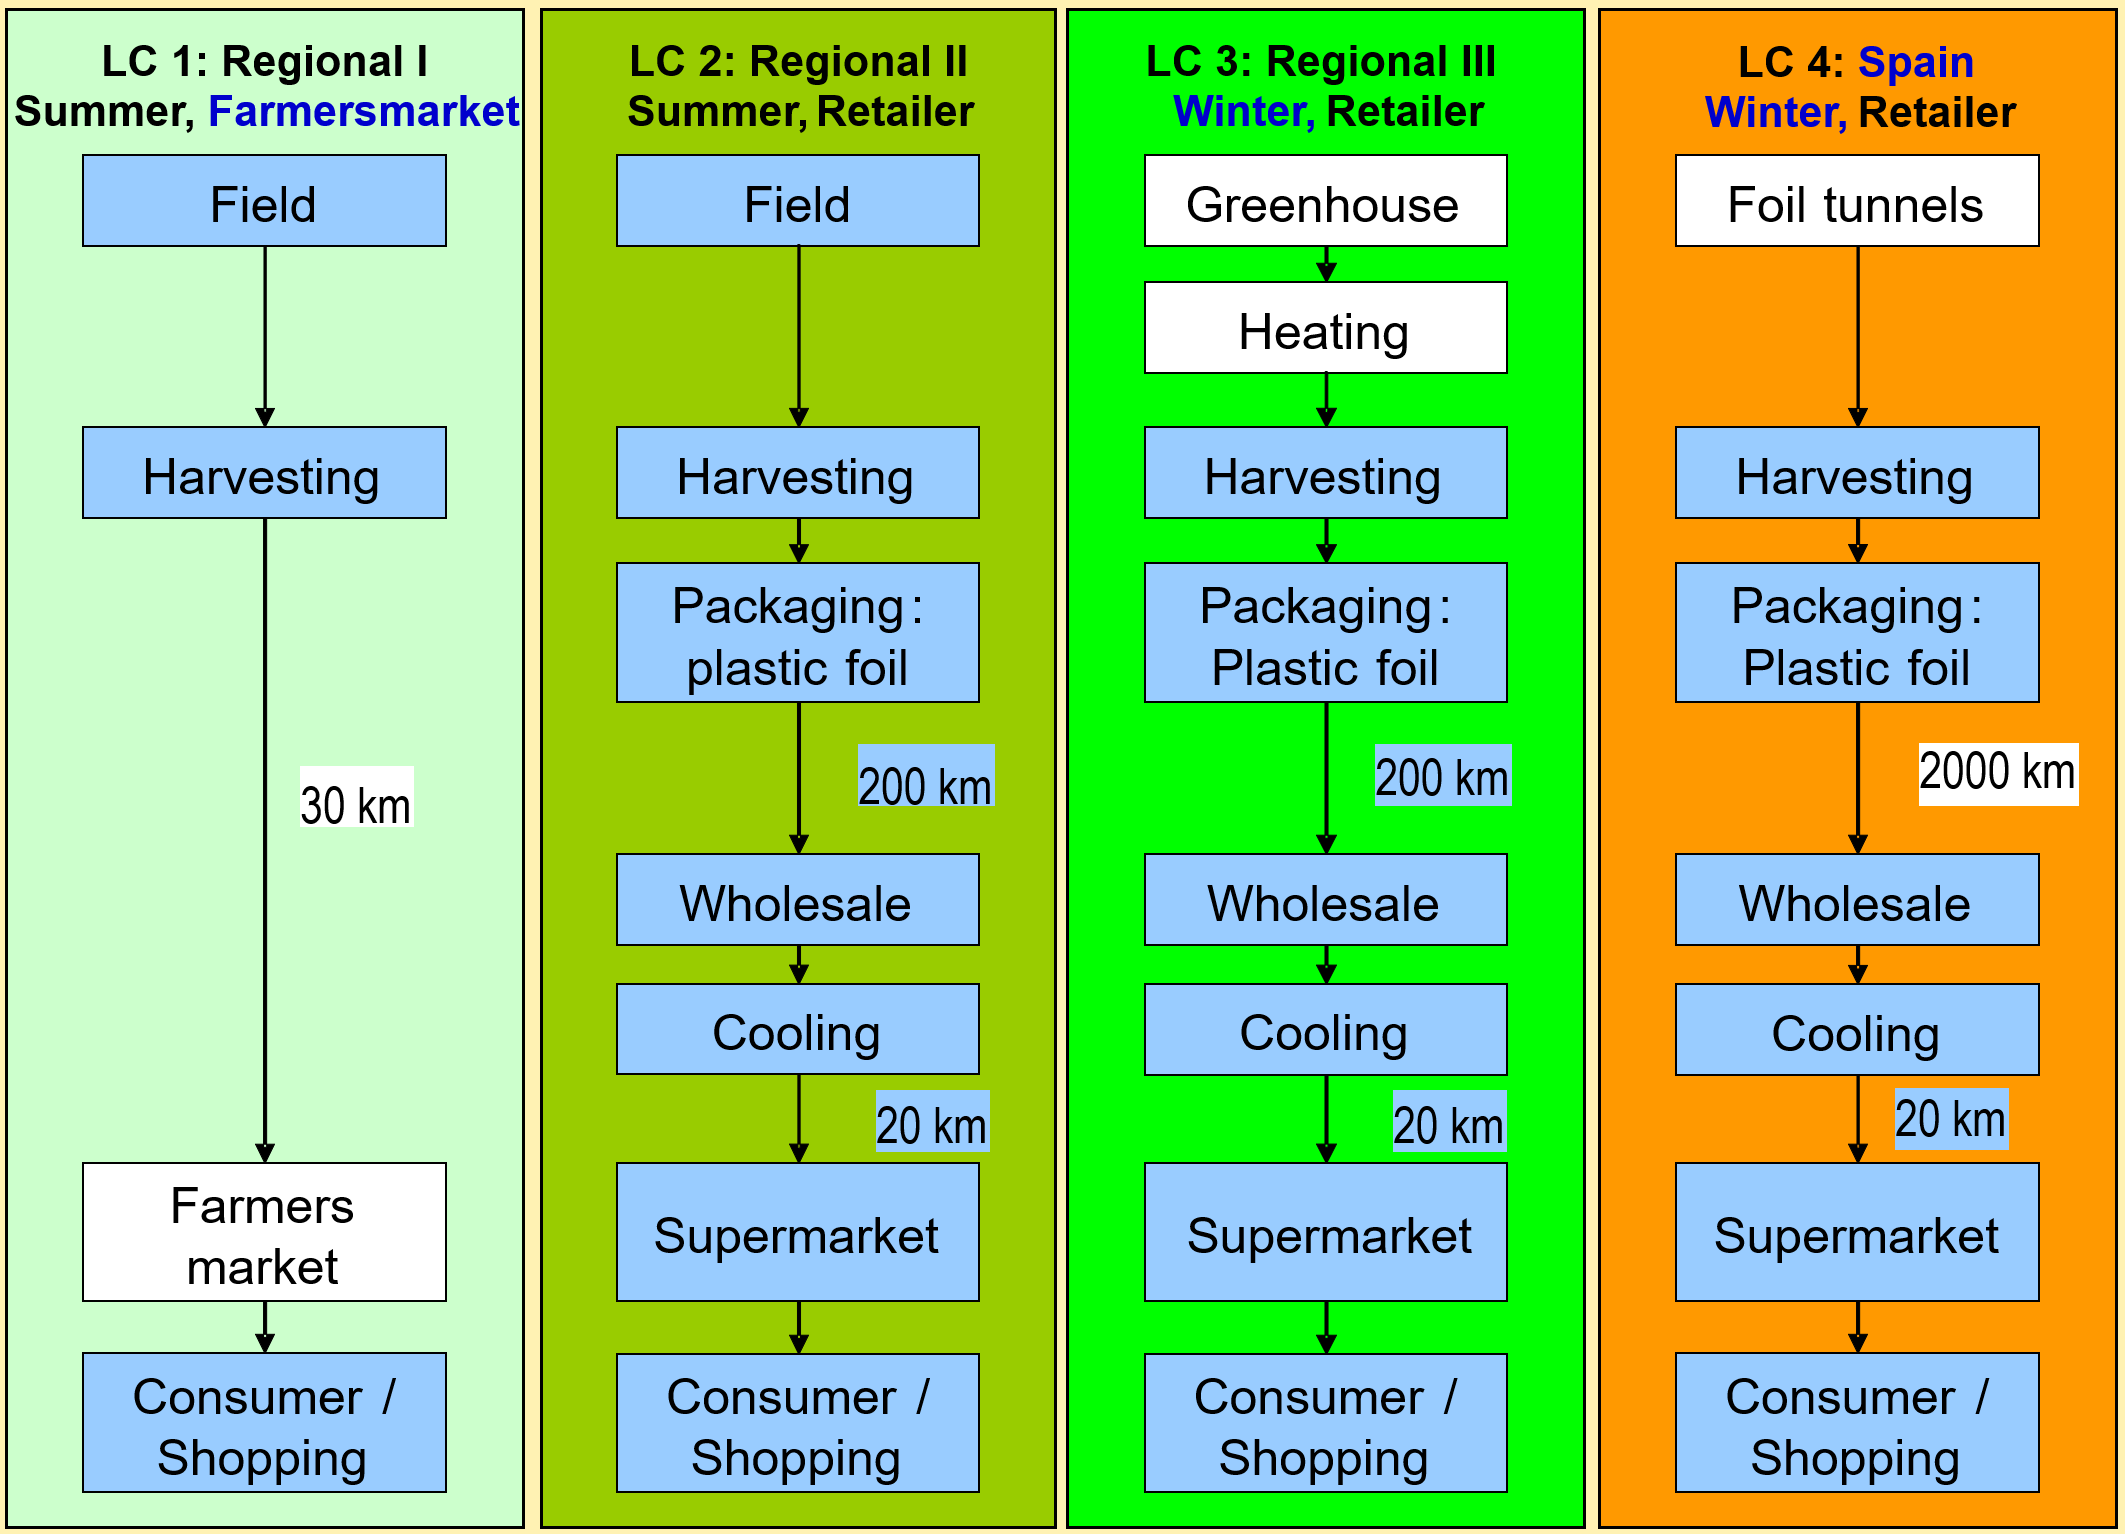 LC 1: Regional I
Summer, Farmersmarket
Field
Harvesting
30 km
Farmers
market
Consumer /
Shopping
LC 2: Regional II
Summer, Retailer
Field
Harvesting
Packaging:
plastic foil
200 km
Wholesale
Cooling
20 km
Supermarket
Consumer /
Shopping
LC 3: Regional III
Winter, Retailer
Greenhouse
Heating
Harvesting
Packaging:
Plastic foil
200 km
Wholesale
Cooling
20 km
Supermarket
Consumer /
Shopping
LC 4: Spain
Winter, Retailer
Foil tunnels
Harvesting
Packaging:
Plastic foil
2000 km
Wholesale
Cooling
20 km
Supermarket
Consumer /
Shopping